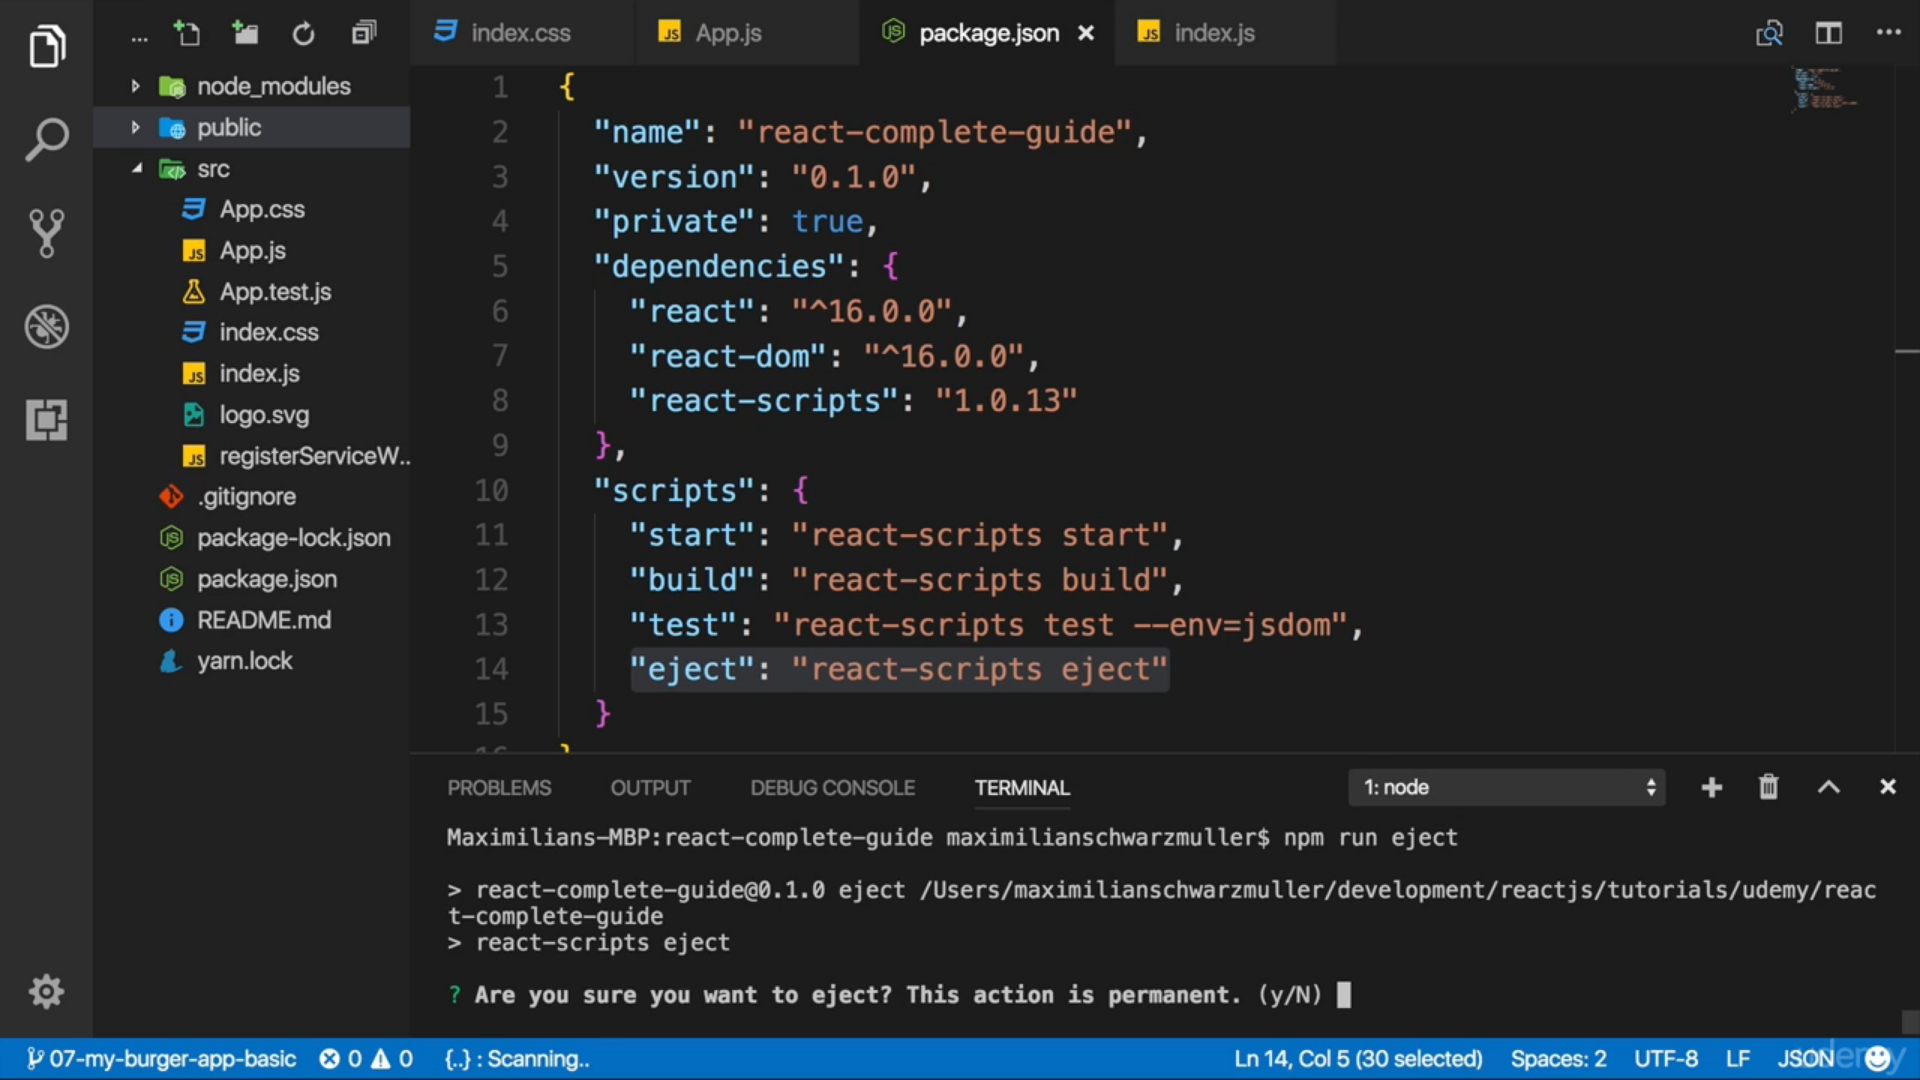 ...
index.css
App.js
package.json
index.js
node_modules
public
src
App.css
App.js
App.test.js
index.css
index.js
logo.svg
registerServiceW..
.gitignore
package-lock.json
package.json
README.md
yarn.lock
1 {
2 "name": "react-complete-guide",
3 "version": "0.1.0",
4 "private": true,
5 "dependencies": {
6 "react": "^16.0.0",
7 "react-dom": "^16.0.0",
8 "react-scripts": "1.0.13"
9 },
10 "scripts": {
11 "start": "react-scripts start",
12 "build": "react-scripts build",
13 "test": "react-scripts test --env=jsdom",
14 "eject": "react-scripts eject"
15 }
16 }
PROBLEMS OUTPUT DEBUG CONSOLE TERMINAL 1: node
Maximilians-MBP:react-complete-guide maximilianschwarzmuller$ npm run eject
> react-complete-guide@0.1.0 eject /Users/maximilianschwarzmuller/development/reactjs/tutorials/udemy/reac
t-complete-guide
> react-scripts eject
? Are you sure you want to eject? This action is permanent. (y/N)
07-my-burger-app-basic 0 0 {..} : Scanning.. Ln 14, Col 5 (30 selected) Spaces: 2 UTF-8 LF JSON
udemy